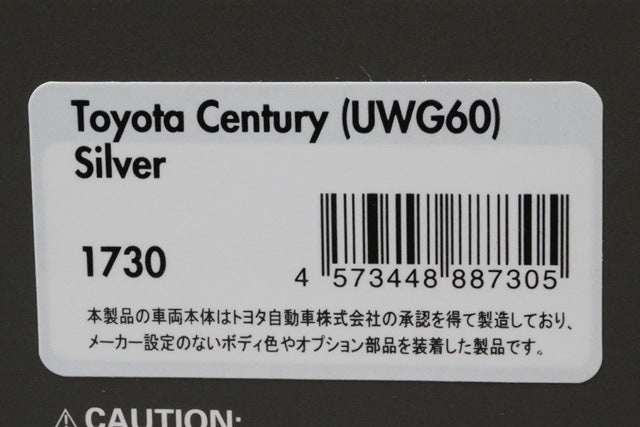 Toyota Century (UWG60)
Silver
1730
4 573448 887305
本製品の車両本体はトヨタ自動車株式会社の承認を得て製造しており、
メーカー設定のないボディ色やオプション部品を装着した製品です。
⚠CAUTION: